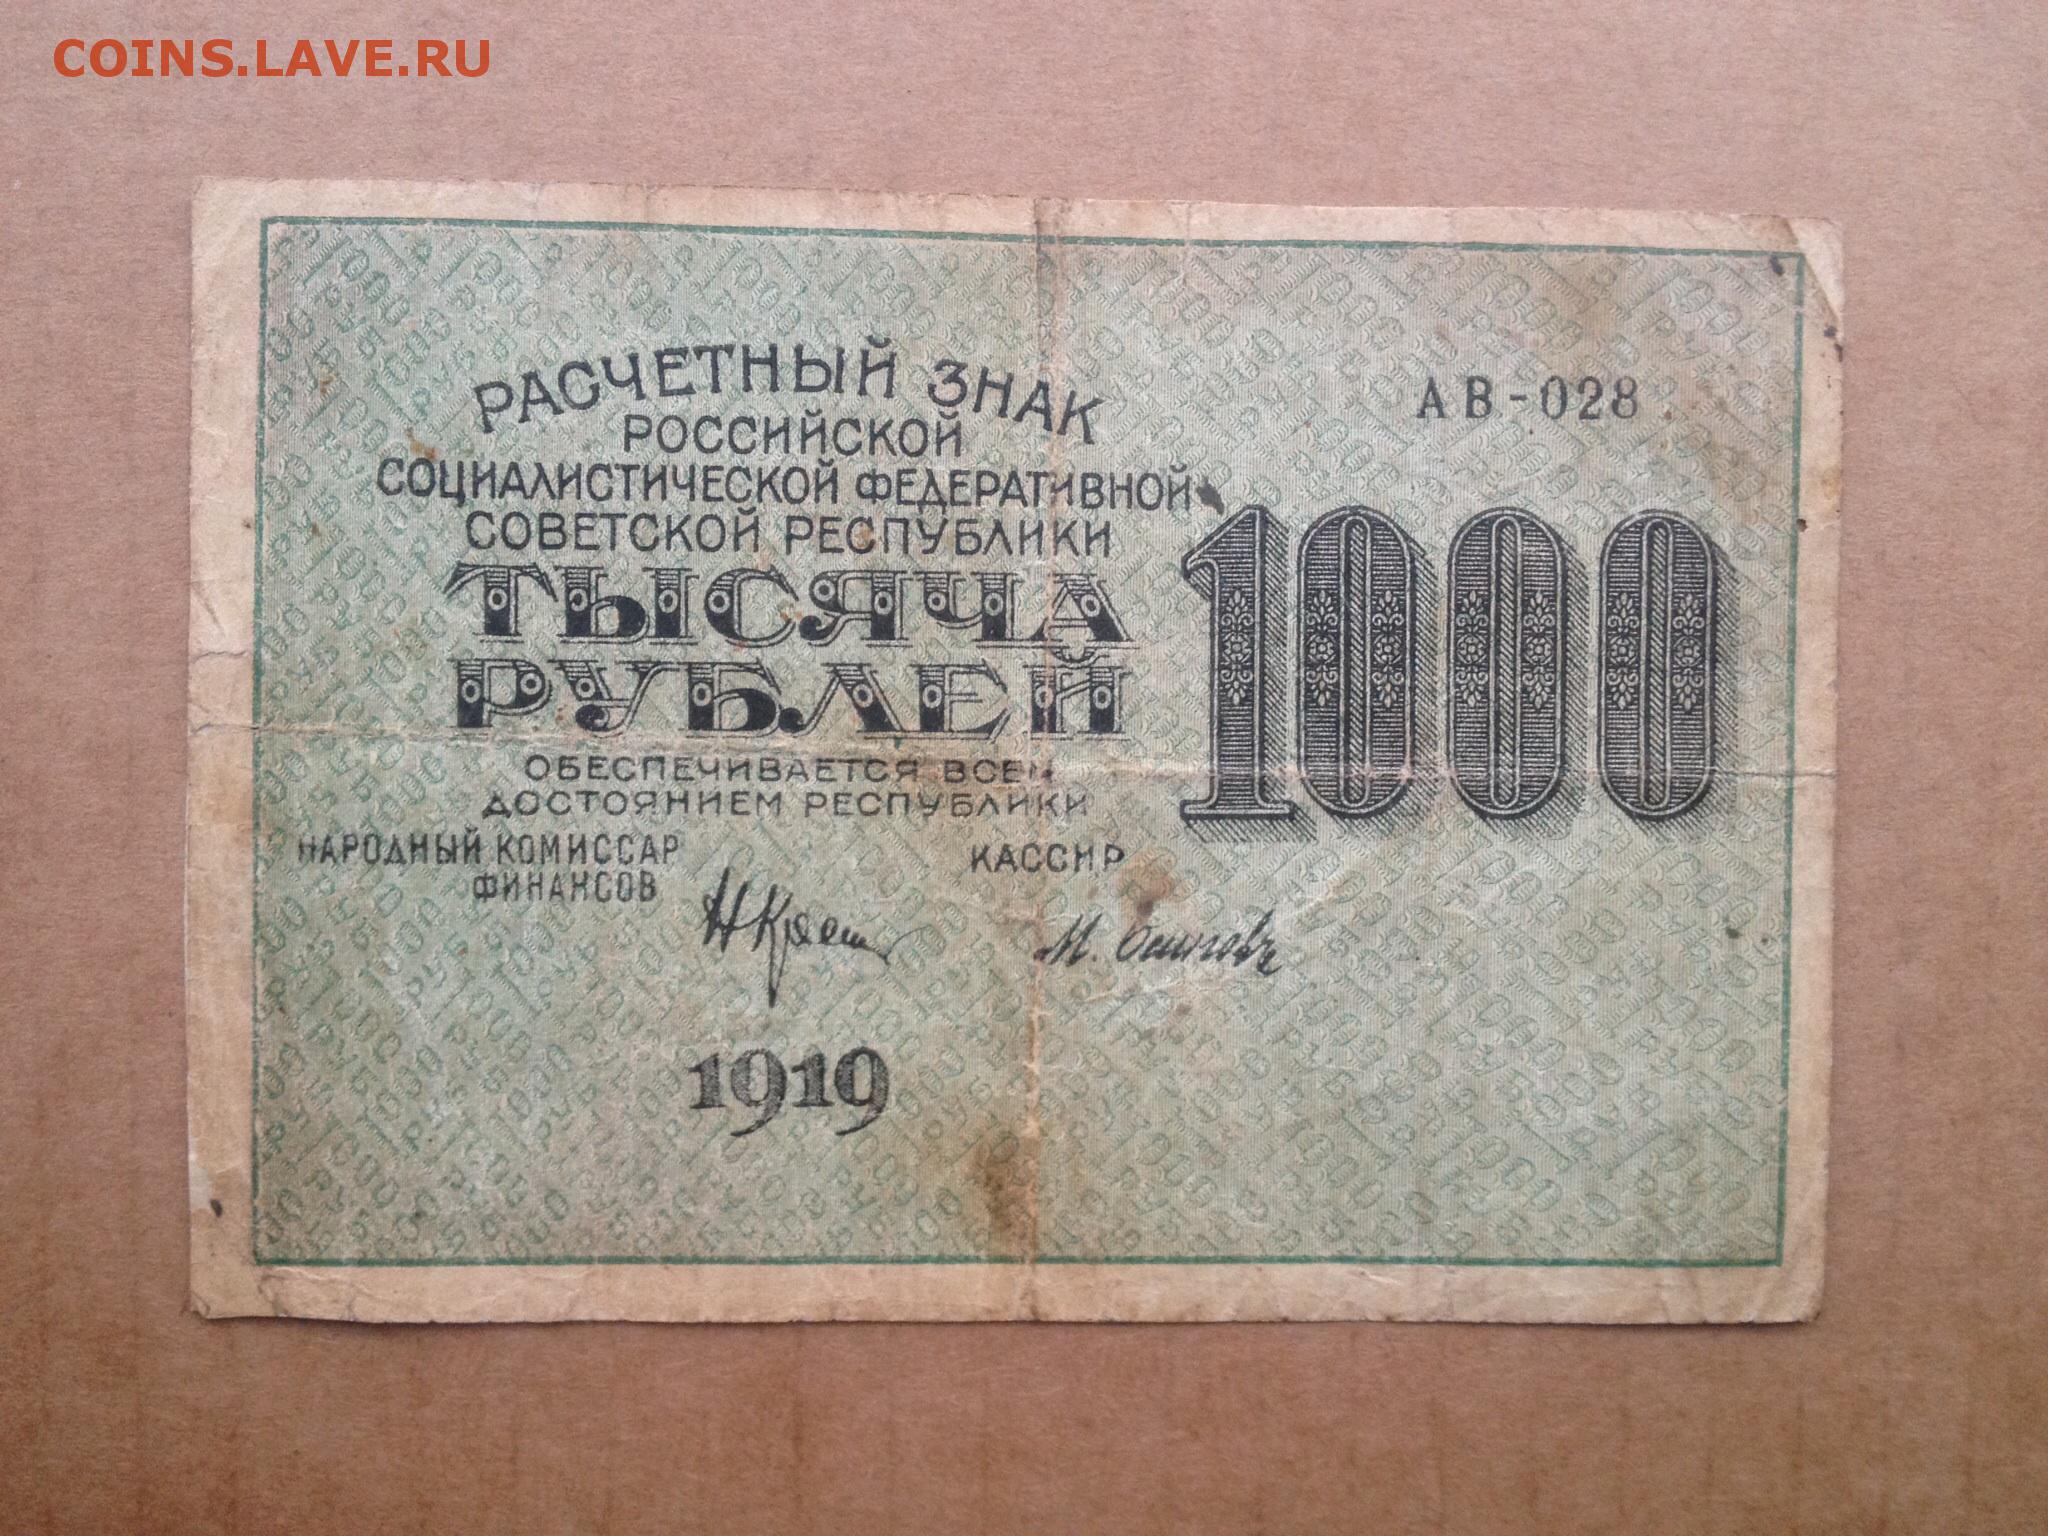 COINS.LAVE.RU
РАСЧЕТНЫЙ ЗНАК
РОССИЙСКОЙ
СОЦИАЛИСТИЧЕСКОЙ ФЕДЕРАТИВНОЙ
СОВЕТСКОЙ РЕСПУБЛИКИ
АВ-028
ТЫСЯЧА
РУБЛЕЙ
1000
ОБЕСПЕЧИВАЕТСЯ ВСЕМ
ДОСТОЯНИЕМ РЕСПУБЛИКИ
НАРОДНЫЙ КОМИССАР
ФИНАНСОВ
КАССИР
1919